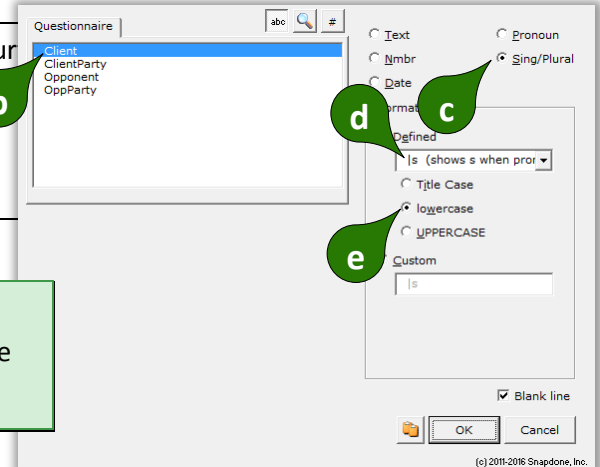 Questionnaire
abc
#
Client
ClientParty
Opponent
OppParty
Text
Pronoun
Nmbr
Sing/Plural
Date
c
d
Defined
|s (shows s when pror
Title Case
lowercase
UPPERCASE
e
Custom
|s
Blank line
OK
Cancel
(c) 2011-2016 Snapdone, Inc.